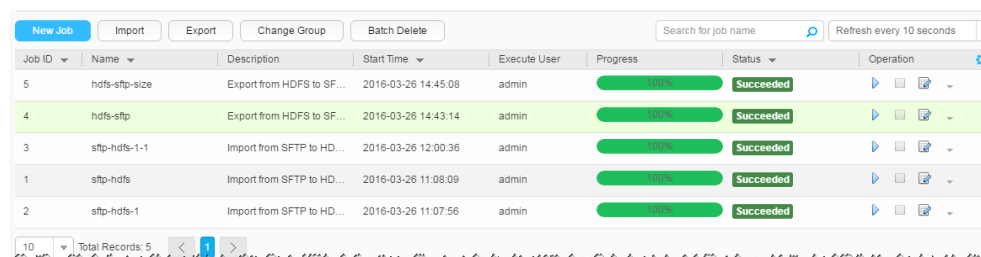 New Job Import Export Change Group Batch Delete Search for job name Refresh every 10 seconds
Job ID Name Description Start Time Execute User Progress Status Operation
5 hdfs-sftp-size Export from HDFS to SF... 2016-03-26 14:45:08 admin 100% Succeeded
4 hdfs-sftp Export from HDFS to SF... 2016-03-26 14:43:14 admin 100% Succeeded
3 sftp-hdfs-1-1 Import from SFTP to HD... 2016-03-26 12:00:36 admin 100% Succeeded
1 sftp-hdfs Import from SFTP to HD... 2016-03-26 11:08:09 admin 100% Succeeded
2 sftp-hdfs-1 Import from SFTP to HD... 2016-03-26 11:07:56 admin 100% Succeeded
10 Total Records: 5 < 1 >